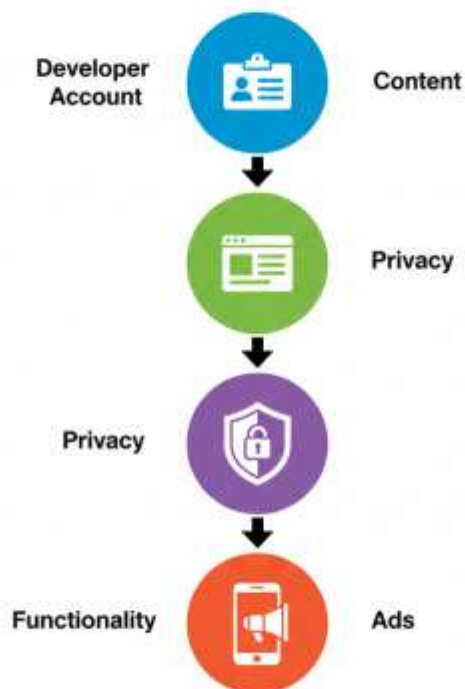 Developer
Account
Content
Privacy
Privacy
Functionality
Ads